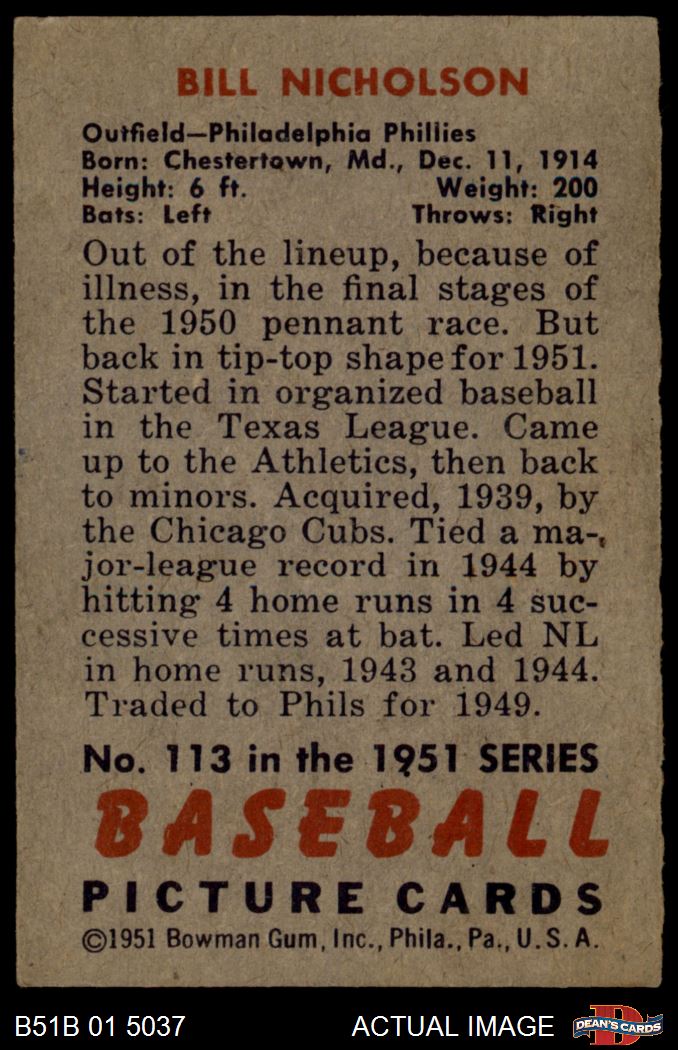 BILL NICHOLSON
Outfield—Philadelphia Phillies
Born: Chestertown, Md., Dec. 11, 1914
Height: 6 ft. Weight: 200
Bats: Left Throws: Right
Out of the lineup, because of
illness, in the final stages of
the 1950 pennant race. But
back in tip-top shape for 1951.
Started in organized baseball
in the Texas League. Came
up to the Athletics, then back
to minors. Acquired, 1939, by
the Chicago Cubs. Tied a ma-
jor-league record in 1944 by
hitting 4 home runs in 4 suc-
cessive times at bat. Led NL
in home runs, 1943 and 1944.
Traded to Phils for 1949.
No. 113 in the 1951 SERIES
BASEBALL
PICTURE CARDS
©1951 Bowman Gum, Inc., Phila., Pa., U.S.A.
B51B 01 5037 ACTUAL IMAGE D DEAN'S CARDS